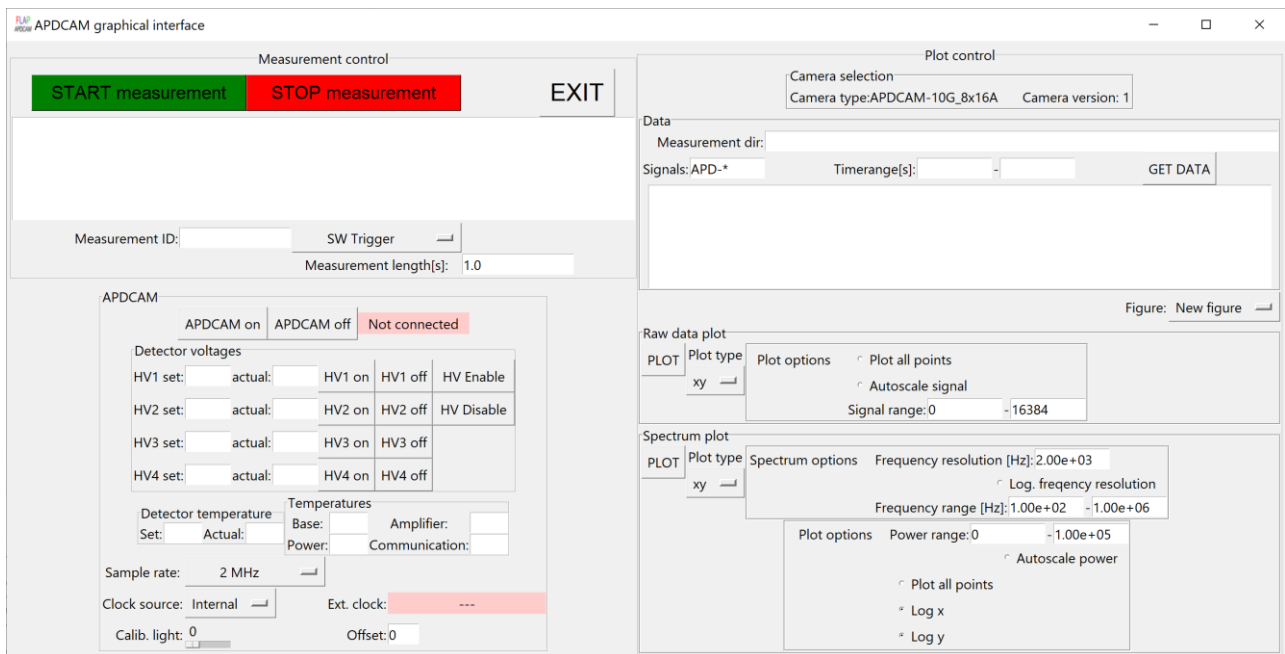 FLAP APDCAM APDCAM graphical interface
Measurement control
START measurement STOP measurement EXIT
Measurement ID: SW Trigger
Measurement length[s]: 1.0
APDCAM
APDCAM on APDCAM off Not connected
Detector voltages
HV1 set: actual: HV1 on HV1 off HV Enable
HV2 set: actual: HV2 on HV2 off HV Disable
HV3 set: actual: HV3 on HV3 off
HV4 set: actual: HV4 on HV4 off
Detector temperature
Set: Actual:
Temperatures
Base: Amplifier:
Power: Communication:
Sample rate: 2 MHz
Clock source: Internal Ext. clock: ---
Calib. light: 0 Offset: 0
Plot control
Camera selection
Camera type:APDCAM-10G_8x16A Camera version: 1
Data
Measurement dir:
Signals: APD-* Timerange[s]: - GET DATA
Figure: New figure
Raw data plot
PLOT Plot type Plot options Plot all points
xy Autoscale signal
Signal range: 0 - 16384
Spectrum plot
PLOT Plot type Spectrum options Frequency resolution [Hz]: 2.00e+03
xy Log. freqency resolution
Frequency range [Hz]: 1.00e+02 - 1.00e+06
Plot options Power range: 0 - 1.00e+05
Autoscale power
Plot all points
Log x
Log y